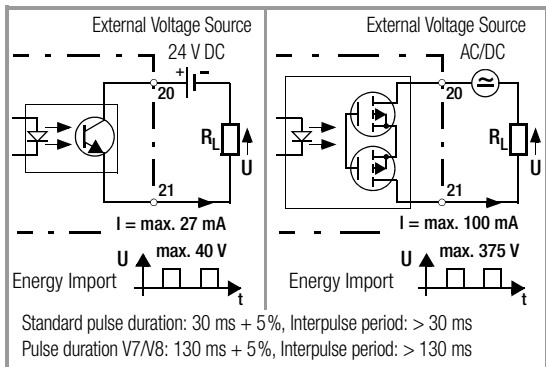 External Voltage Source
24 V DC
+ -
20
R_L
U
21
I = max. 27 mA
U
max. 40 V
Energy Import
t
External Voltage Source
AC/DC
20
R_L
U
21
I = max. 100 mA
U
max. 375 V
Energy Import
t
Standard pulse duration: 30 ms + 5%, Interpulse period: > 30 ms
Pulse duration V7/V8: 130 ms + 5%, Interpulse period: > 130 ms